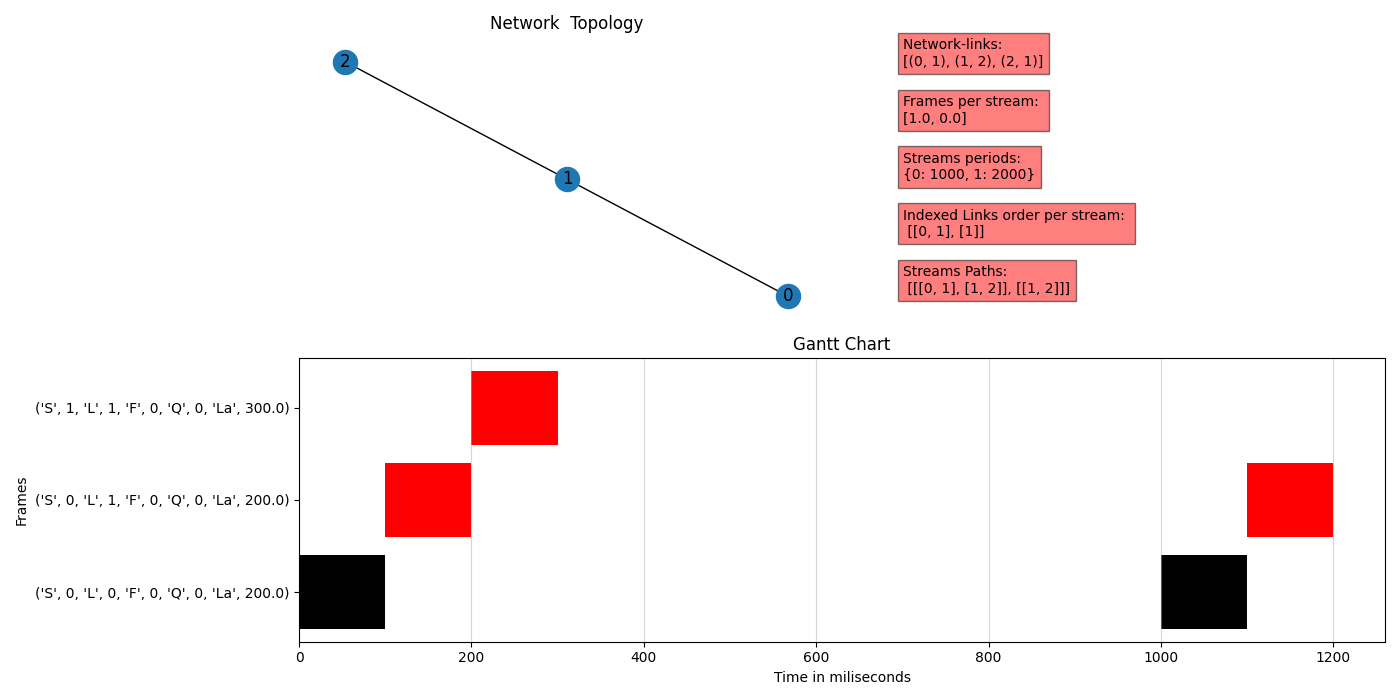 Network  Topology
2
1
0
Network-links:
[(0, 1), (1, 2), (2, 1)]
Frames per stream:
[1.0, 0.0]
Streams periods:
{0: 1000, 1: 2000}
Indexed Links order per stream:
[[0, 1], [1]]
Streams Paths:
[[[0, 1], [1, 2]], [[1, 2]]]
Gantt Chart
Frames
('S', 1, 'L', 1, 'F', 0, 'Q', 0, 'La', 300.0)
('S', 0, 'L', 1, 'F', 0, 'Q', 0, 'La', 200.0)
('S', 0, 'L', 0, 'F', 0, 'Q', 0, 'La', 200.0)
0 200 400 600 800 1000 1200
Time in miliseconds